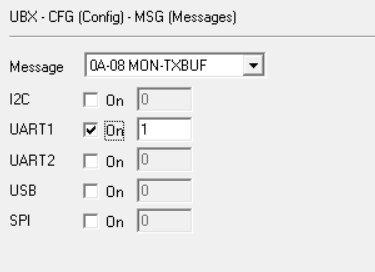 UBX - CFG (Config) - MSG (Messages)
Message 0A-08 MON-TXBUF
I2C On 0
UART1 On 1
UART2 On 0
USB On 0
SPI On 0